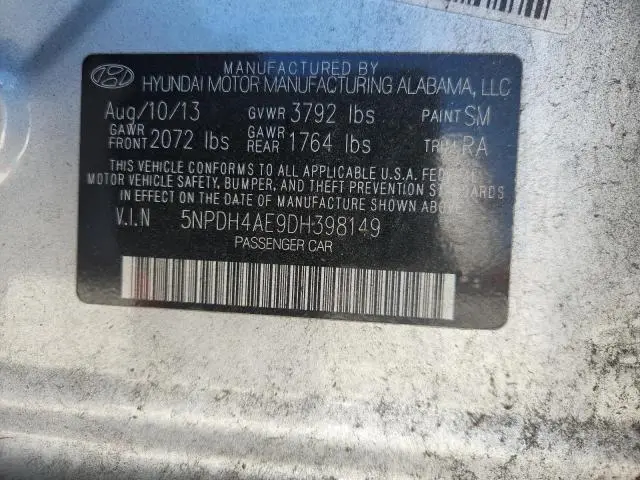 MANUFACTURED BY
HYUNDAI MOTOR MANUFACTURING ALABAMA, LLC
Aug/10/13 GVWR 3792 lbs PAINT SM
GAWR FRONT 2072 lbs GAWR REAR 1764 lbs TRIM RA
THIS VEHICLE CONFORMS TO ALL APPLICABLE U.S.A. FEDERAL
MOTOR VEHICLE SAFETY, BUMPER, AND THEFT PREVENTION STANDARDS
IN EFFECT ON THE DATE OF MANUFACTURE SHOWN ABOVE.
V.I.N 5NPDH4AE9DH398149
PASSENGER CAR